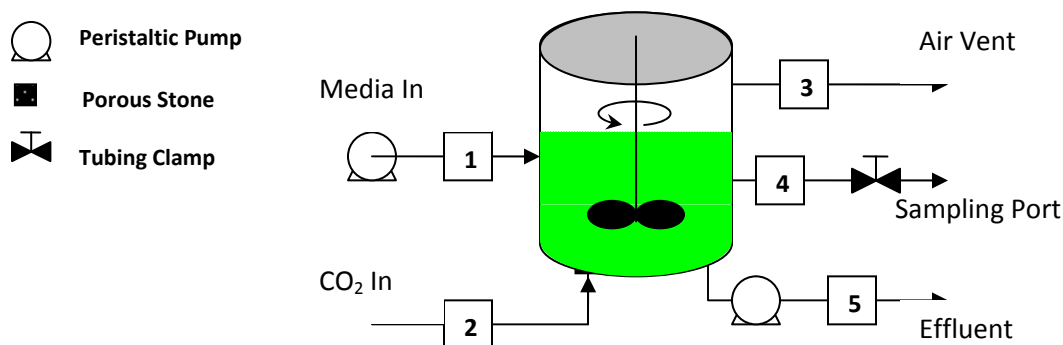 Peristaltic Pump
Porous Stone
Tubing Clamp
Media In
1
CO₂ In
2
Air Vent
3
4
Sampling Port
5
Effluent